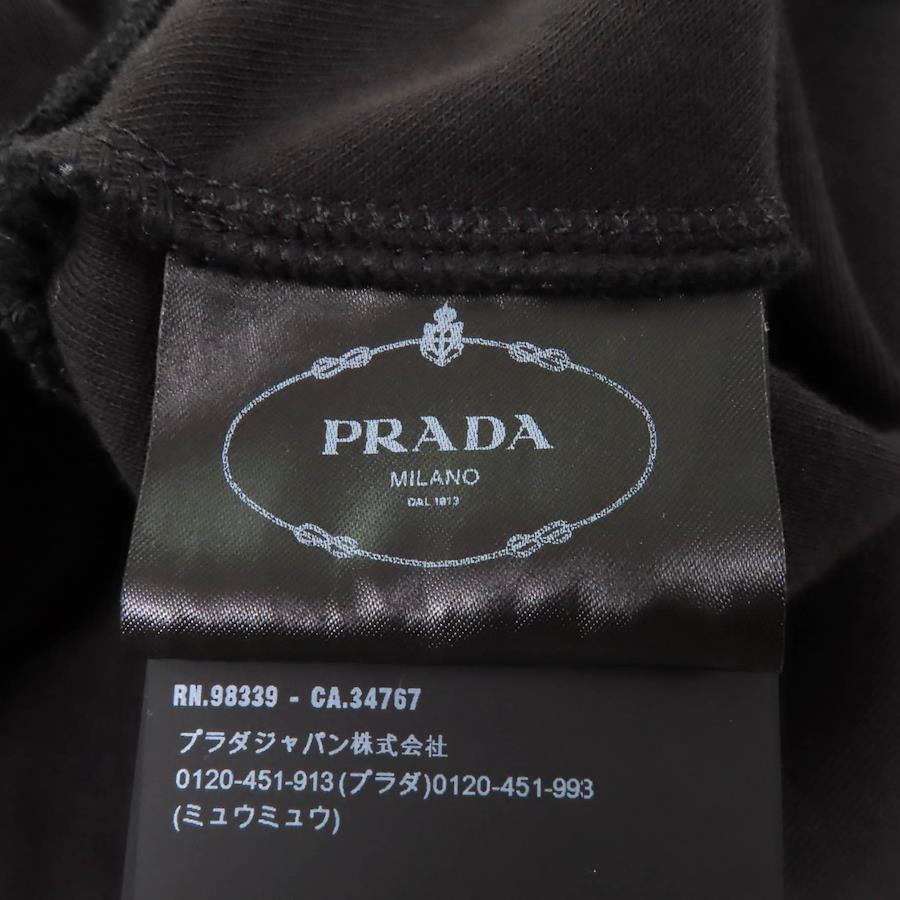 PRADA
MILANO
DAL 1913
RN.98339 - CA.34767
プラダジャパン株式会社
0120-451-913(プラダ)0120-451-993
(ミュウミュウ)